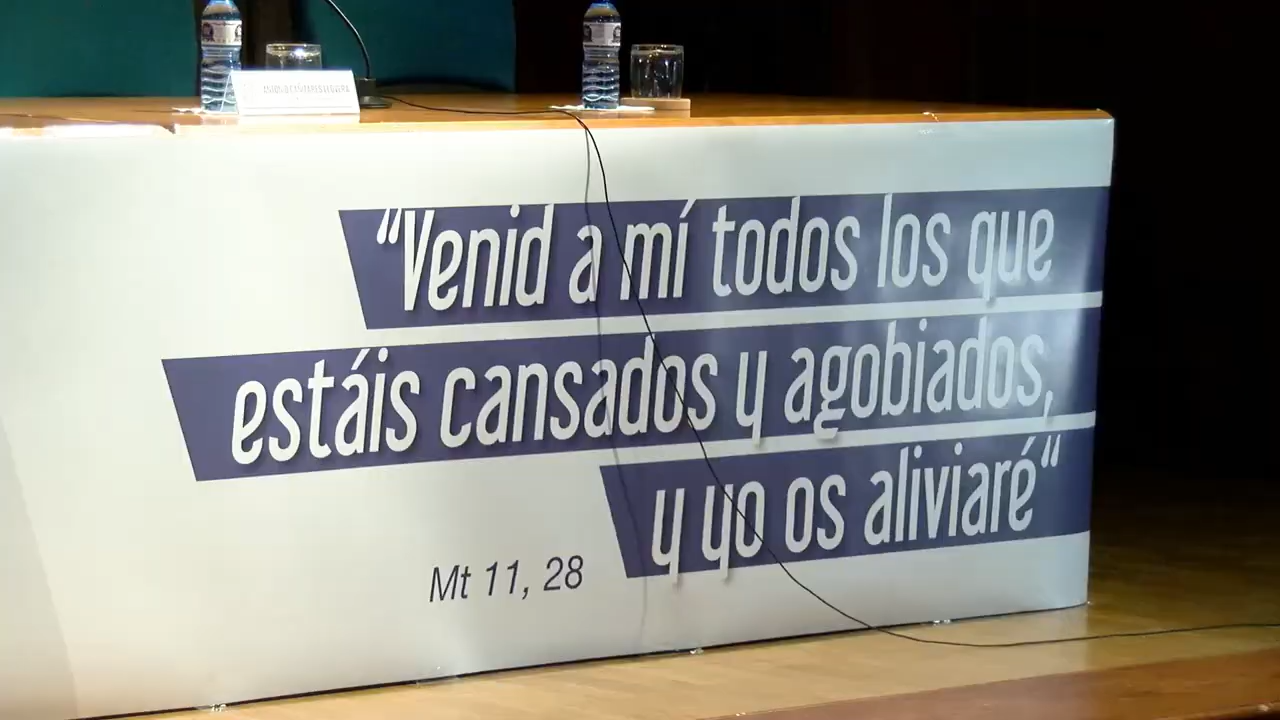 “Venid a mí todos los que
estáis cansados y agobiados,
y yo os aliviaré“
Mt 11, 28